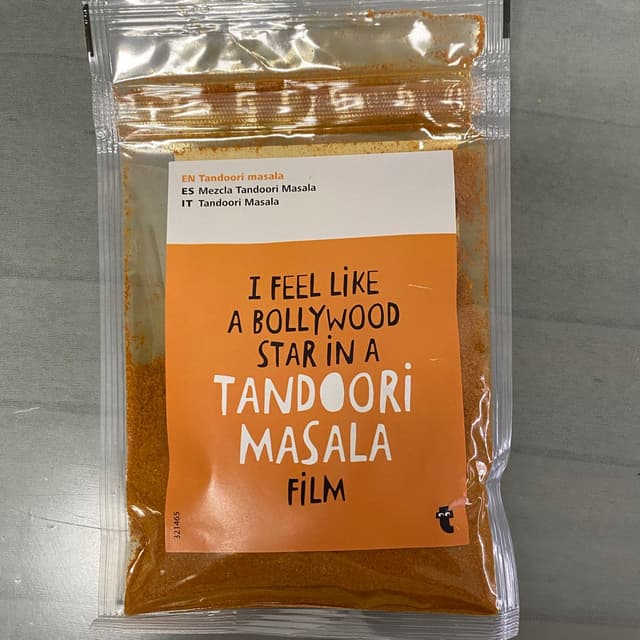 EN Tandoori masala
ES Mezcla Tandoori Masala
IT Tandoori Masala
I FEEL LiKE
A BOLLYWOOD
STAR iN A
TANDOORi
MASALA
FiLM
321465
t